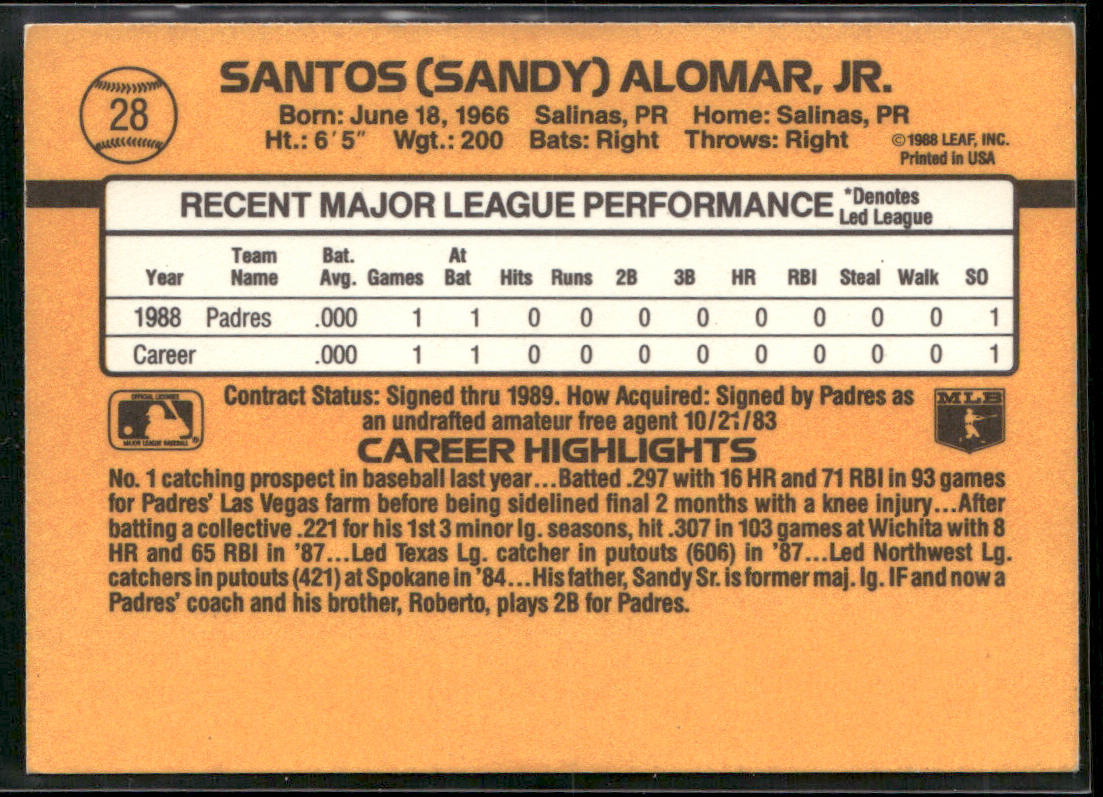 28
SANTOS (SANDY) ALOMAR, JR.
Born: June 18, 1966 Salinas, PR Home: Salinas, PR
Ht.: 6'5" Wgt.: 200 Bats: Right Throws: Right
©1988 LEAF, INC.
Printed in USA
RECENT MAJOR LEAGUE PERFORMANCE *Denotes Led League
Year Team Name Bat. Avg. Games At Bat Hits Runs 2B 3B HR RBI Steal Walk SO
1988 Padres .000 1 1 0 0 0 0 0 0 0 0 1
Career .000 1 1 0 0 0 0 0 0 0 0 1
OFFICIAL LICENSEE
MAJOR LEAGUE BASEBALL ®
Contract Status: Signed thru 1989. How Acquired: Signed by Padres as
an undrafted amateur free agent 10/21/83
MLB
CAREER HIGHLIGHTS
No. 1 catching prospect in baseball last year...Batted .297 with 16 HR and 71 RBI in 93 games
for Padres' Las Vegas farm before being sidelined final 2 months with a knee injury...After
batting a collective .221 for his 1st 3 minor lg. seasons, hit .307 in 103 games at Wichita with 8
HR and 65 RBI in '87...Led Texas Lg. catcher in putouts (606) in '87...Led Northwest Lg.
catchers in putouts (421) at Spokane in '84...His father, Sandy Sr. is former maj. lg. IF and now a
Padres' coach and his brother, Roberto, plays 2B for Padres.